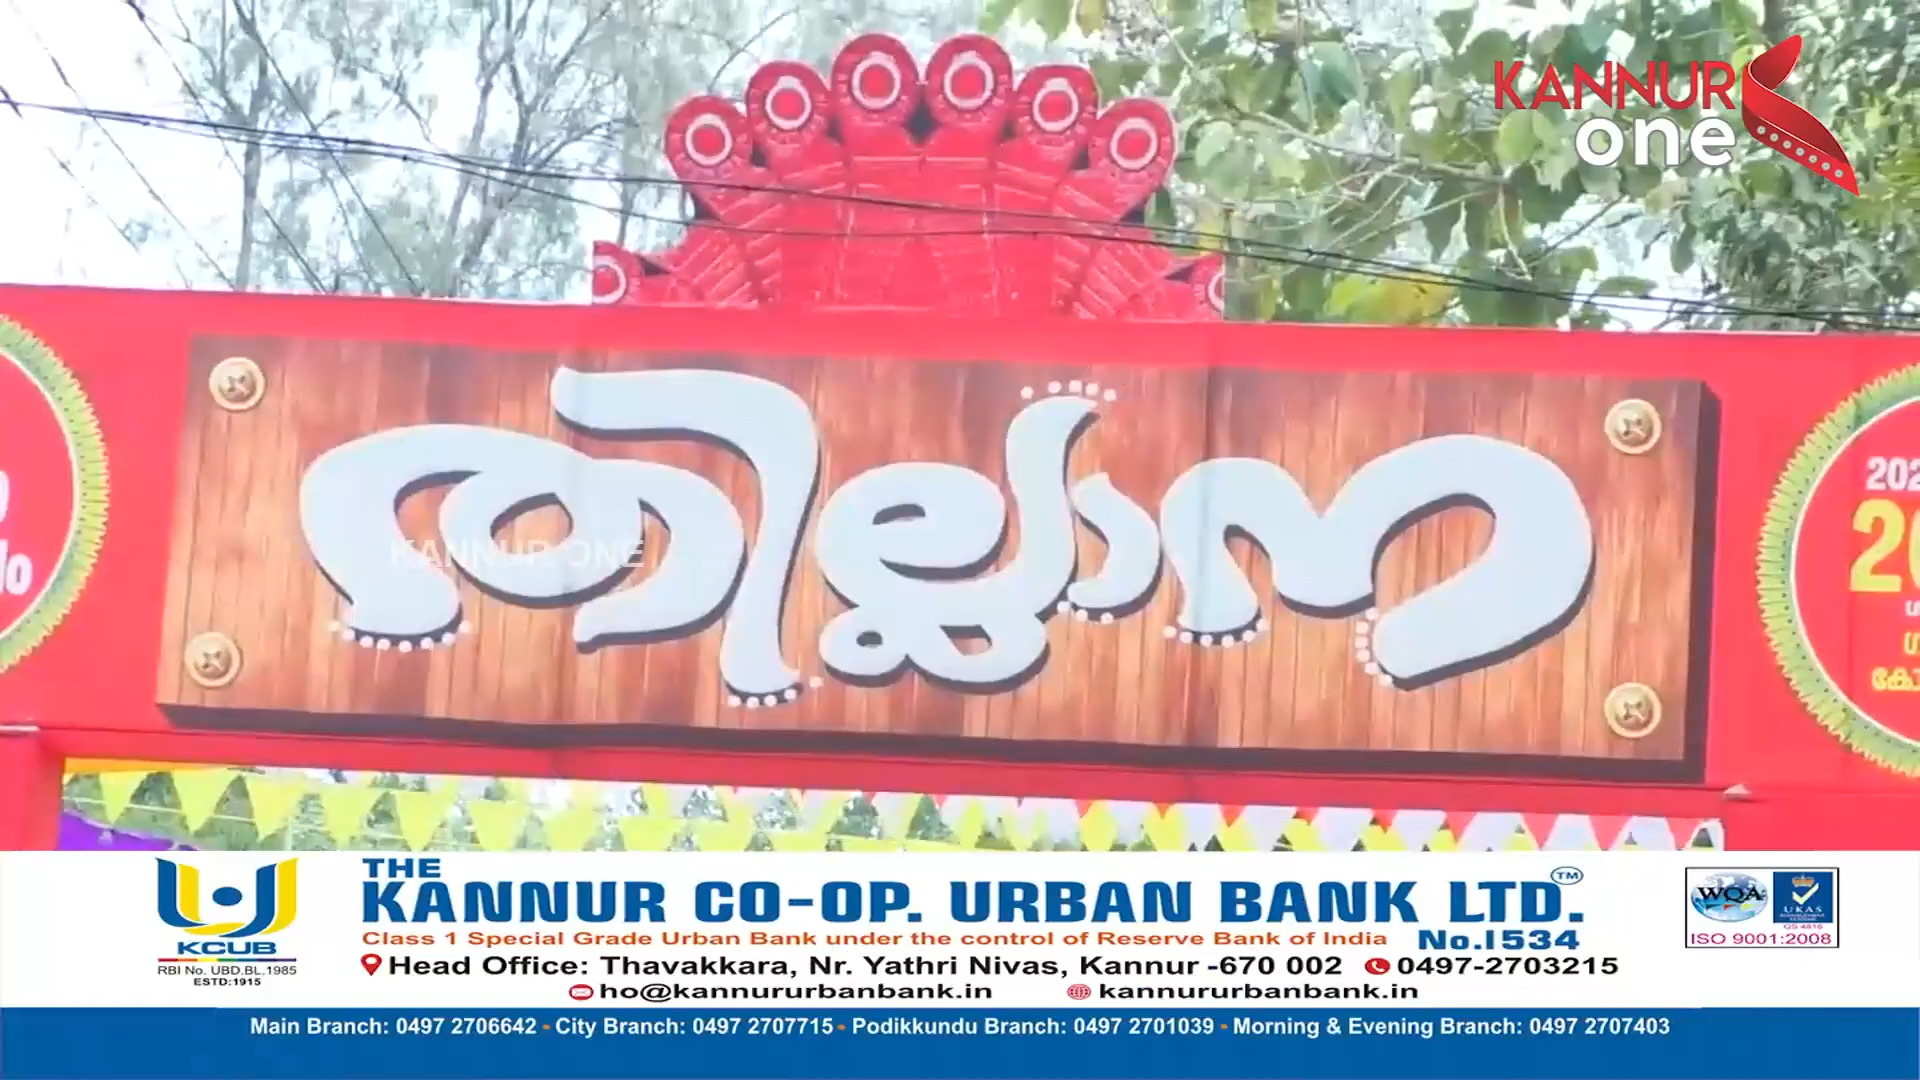 KANNUR
one
തില്ലാന
KANNUR ONE
20
കോ
THE
KANNUR CO-OP. URBAN BANK LTD.
TM
KCUB
RBI No. UBD.BL.1985
ESTD:1915
Class 1 Special Grade Urban Bank under the control of Reserve Bank of India
No.1534
WQA
UKAS
ISO 9001:2008
Head Office: Thavakkara, Nr. Yathri Nivas, Kannur -670 002 0497-2703215
ho@kannururbanbank.in kannururbanbank.in
Main Branch: 0497 2706642 • City Branch: 0497 2707715 • Podikkundu Branch: 0497 2701039 • Morning & Evening Branch: 0497 2707403